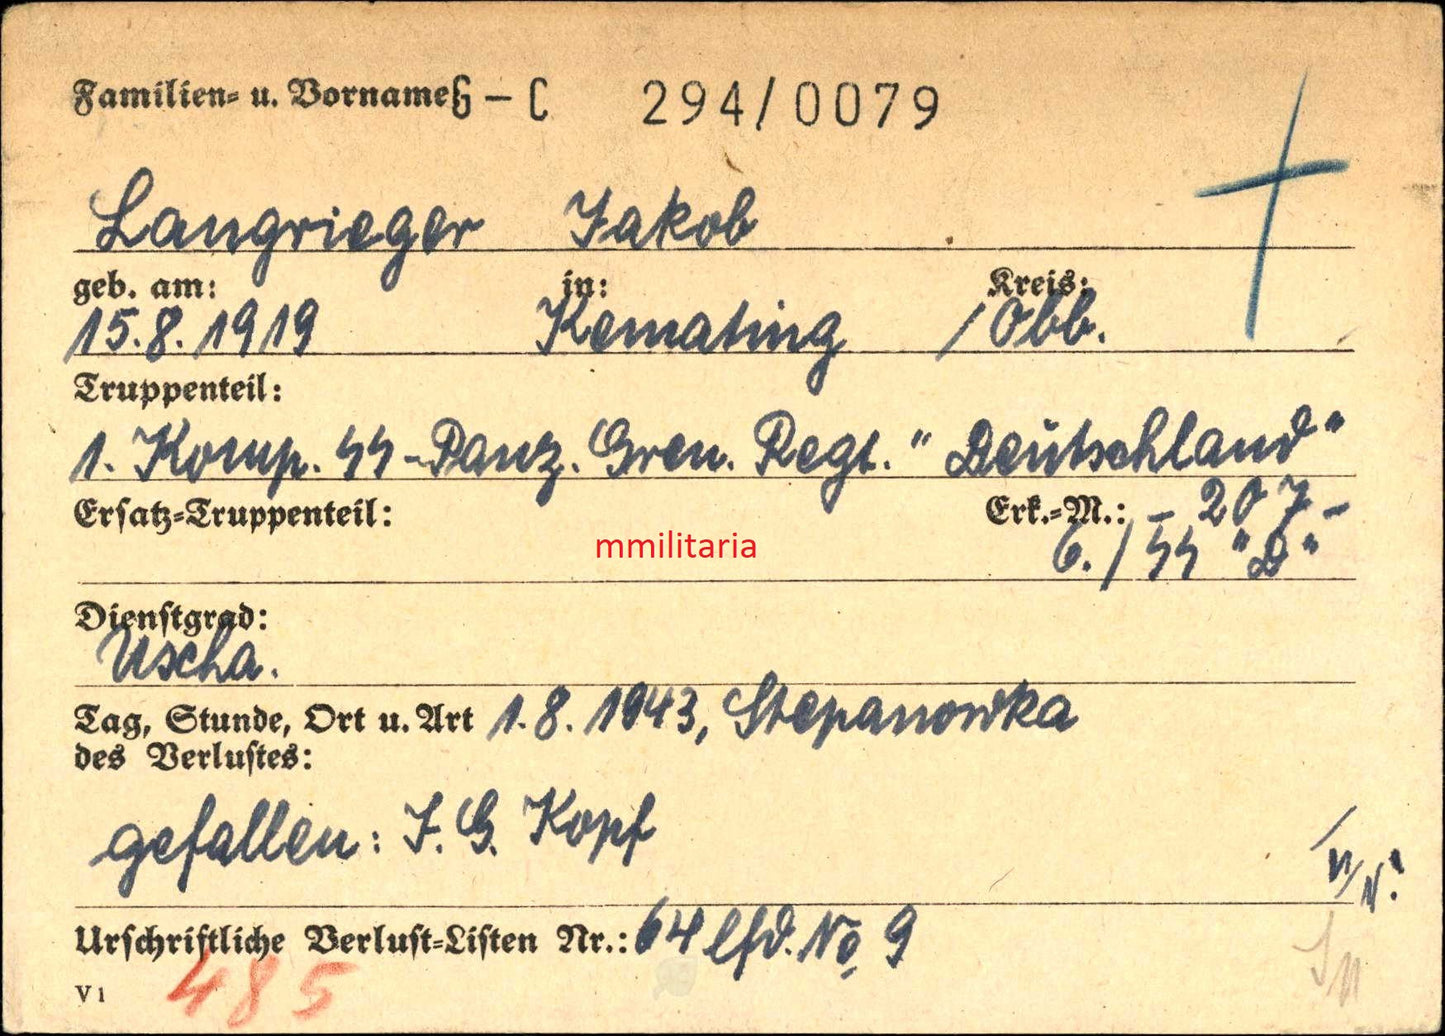 Familien= u. Vorname G – C 294/0079
Langrieger Jakob
geb. am: in: Kreis:
15.8.1919 Kemating / Obb.
Truppenteil:
1. Komp. SS-Panz. Gren. Regt. "Deutschland"
Ersatz=Truppenteil: Erk.=M.: – 207 –
mmilitaria
6. / SS "D"
Dienstgrad:
Uscha.
Tag, Stunde, Ort u. Art 1.8.1943, Stepanowka
des Verlustes:
gefallen: I. G. Kopf
Urschriftliche Verlust=Listen Nr.: 64 lfd. No, 9
V 1 485